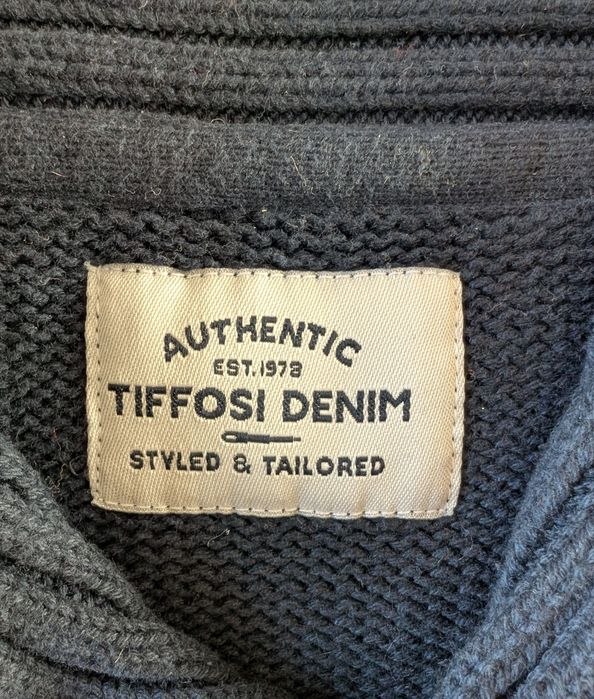 AUTHENTIC
EST. 1978
TIFFOSI DENIM
STYLED & TAILORED